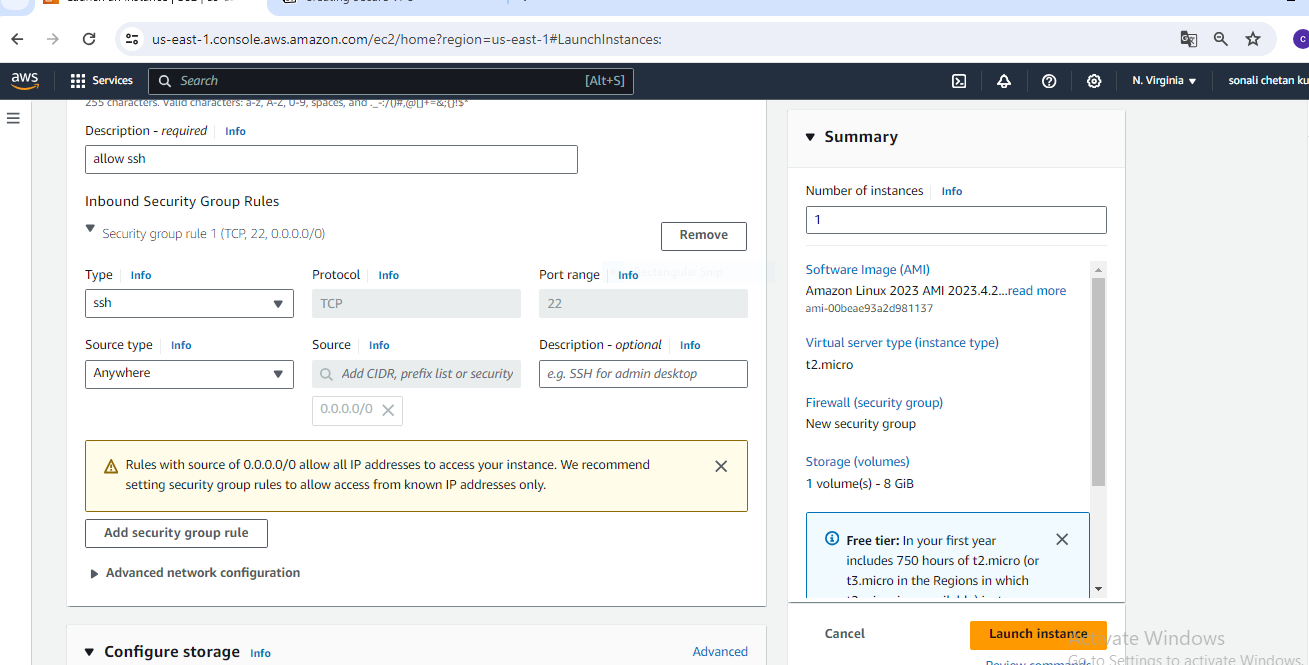 us-east-1.console.aws.amazon.com/ec2/home?region=us-east-1#LaunchInstances:
aws
Services
Search
[Alt+S]
N. Virginia
sonali chetan ku
255 characters. Valid characters: a-z, A-Z, 0-9, spaces, and ._-:/()#,@[]+=&;{}!$*
Description - required
Info
allow ssh
Inbound Security Group Rules
Security group rule 1 (TCP, 22, 0.0.0.0/0)
Remove
Type Info
Protocol Info
Port range Info
ssh
TCP
22
Source type Info
Source Info
Description - optional Info
Anywhere
Add CIDR, prefix list or security
e.g. SSH for admin desktop
0.0.0.0/0
Rules with source of 0.0.0.0/0 allow all IP addresses to access your instance. We recommend
setting security group rules to allow access from known IP addresses only.
Add security group rule
Advanced network configuration
Configure storage Info
Advanced
Summary
Number of instances Info
1
Software Image (AMI)
Amazon Linux 2023 AMI 2023.4.2...read more
ami-00beae93a2d981137
Virtual server type (instance type)
t2.micro
Firewall (security group)
New security group
Storage (volumes)
1 volume(s) - 8 GiB
Free tier: In your first year
includes 750 hours of t2.micro (or
t3.micro in the Regions in which
Cancel
Launch instance
Review commands
Activate Windows
Go to Settings to activate Windows.